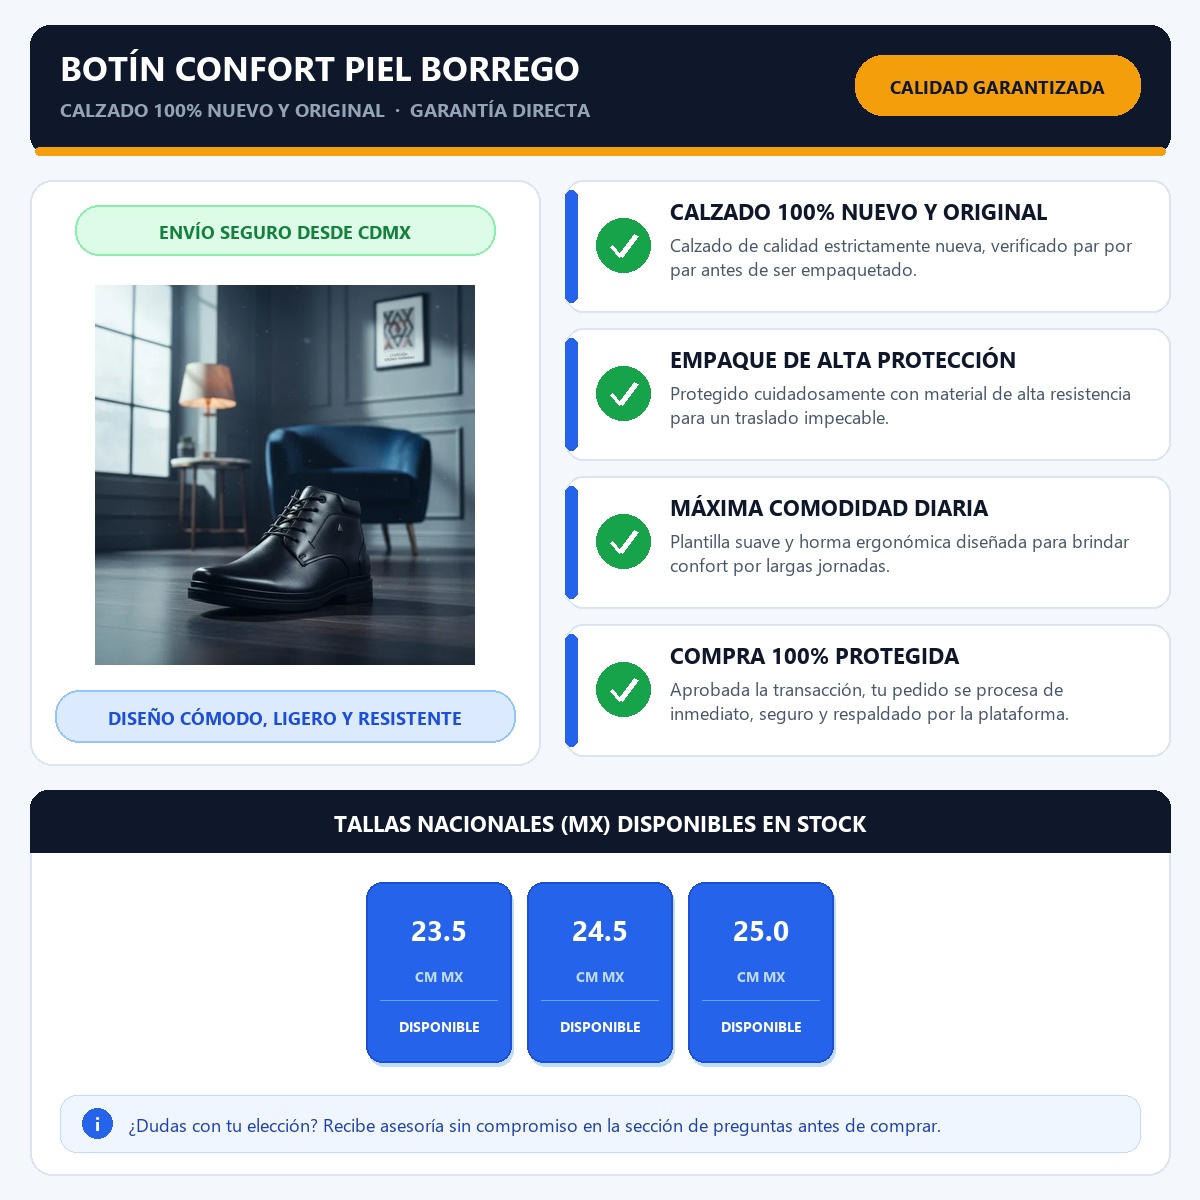 BOTÍN CONFORT PIEL BORREGO
CALZADO 100% NUEVO Y ORIGINAL · GARANTÍA DIRECTA
CALIDAD GARANTIZADA
ENVÍO SEGURO DESDE CDMX
DISEÑO CÓMODO, LIGERO Y RESISTENTE
CALZADO 100% NUEVO Y ORIGINAL
Calzado de calidad estrictamente nueva, verificado par por
par antes de ser empaquetado.
EMPAQUE DE ALTA PROTECCIÓN
Protegido cuidadosamente con material de alta resistencia
para un traslado impecable.
MÁXIMA COMODIDAD DIARIA
Plantilla suave y horma ergonómica diseñada para brindar
confort por largas jornadas.
COMPRA 100% PROTEGIDA
Aprobada la transacción, tu pedido se procesa de
inmediato, seguro y respaldado por la plataforma.
TALLAS NACIONALES (MX) DISPONIBLES EN STOCK
23.5
CM MX
DISPONIBLE
24.5
CM MX
DISPONIBLE
25.0
CM MX
DISPONIBLE
¿Dudas con tu elección? Recibe asesoría sin compromiso en la sección de preguntas antes de comprar.